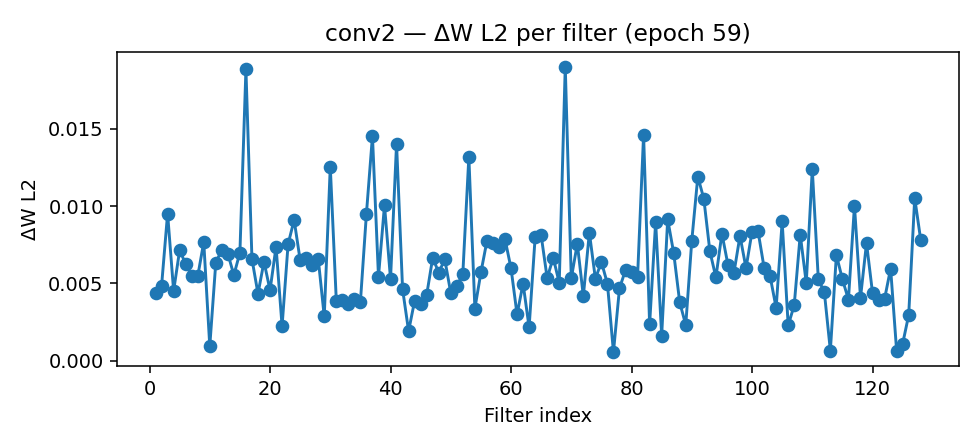 conv2 — ΔW L2 per filter (epoch 59)
ΔW L2
0.015
0.010
0.005
0.000
0 20 40 60 80 100 120
Filter index